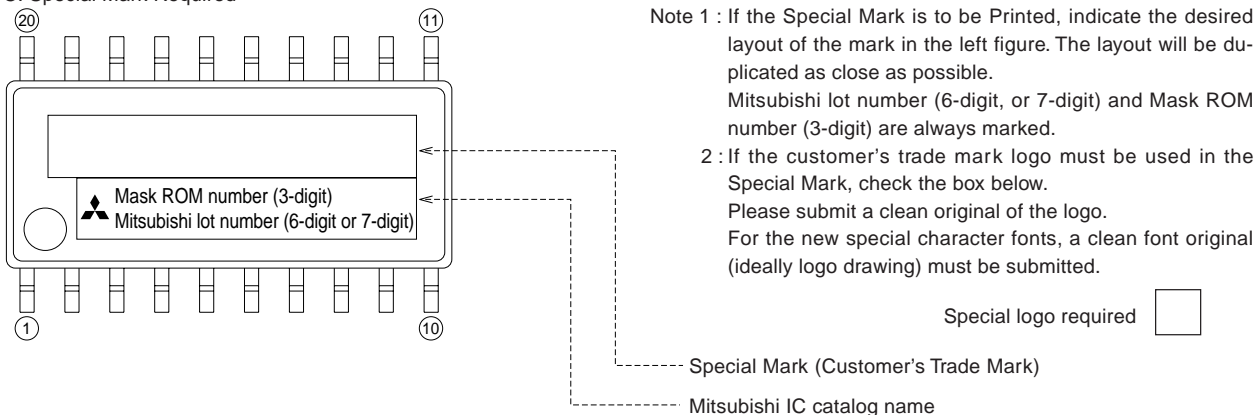 20
11
Mask ROM number (3-digit)
Mitsubishi lot number (6-digit or 7-digit)
1
10
Note 1 : If the Special Mark is to be Printed, indicate the desired
layout of the mark in the left figure. The layout will be du-
plicated as close as possible.
Mitsubishi lot number (6-digit, or 7-digit) and Mask ROM
number (3-digit) are always marked.
2 : If the customer's trade mark logo must be used in the
Special Mark, check the box below.
Please submit a clean original of the logo.
For the new special character fonts, a clean font original
(ideally logo drawing) must be submitted.
Special logo required
Special Mark (Customer's Trade Mark)
Mitsubishi IC catalog name